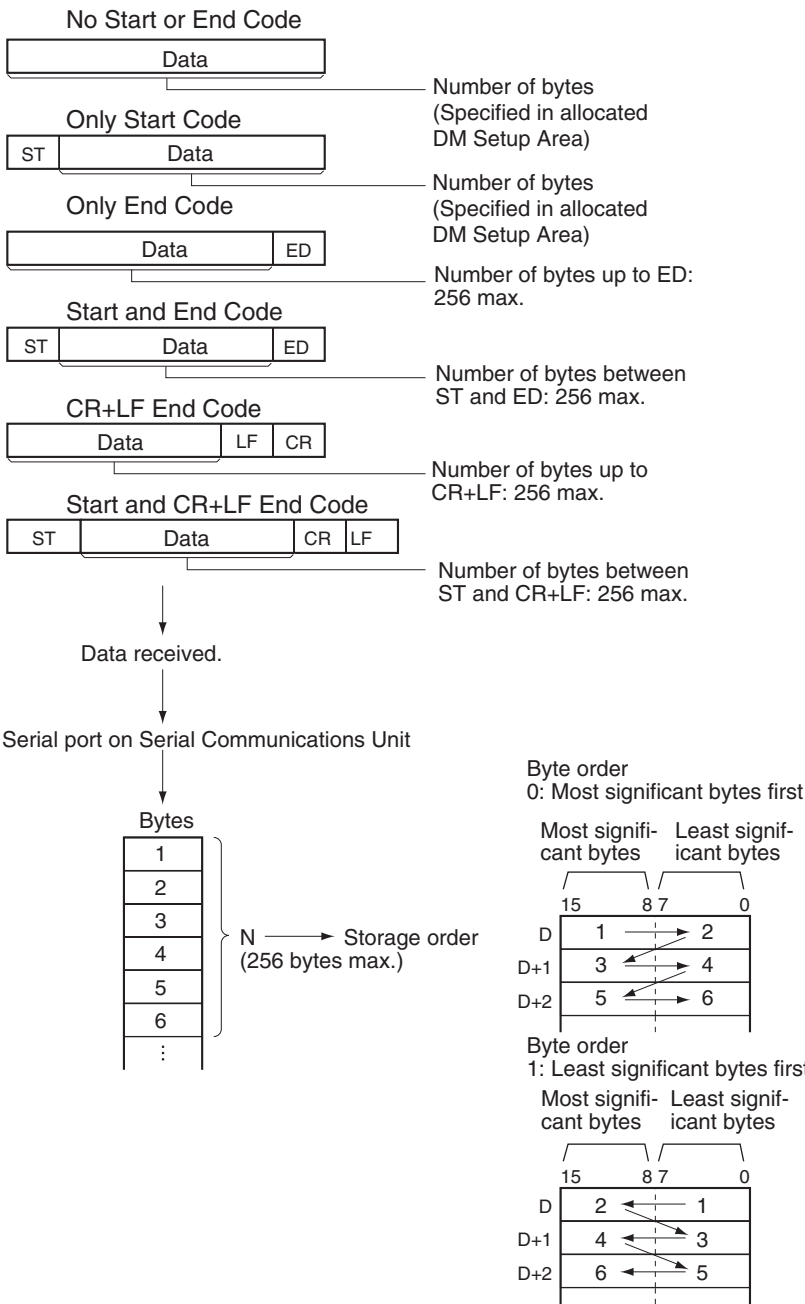 No Start or End Code
Data
Number of bytes
(Specified in allocated
DM Setup Area)
Only Start Code
ST Data
Number of bytes
(Specified in allocated
DM Setup Area)
Only End Code
Data ED
Number of bytes up to ED:
256 max.
Start and End Code
ST Data ED
Number of bytes between
ST and ED: 256 max.
CR+LF End Code
Data LF CR
Number of bytes up to
CR+LF: 256 max.
Start and CR+LF End Code
ST Data CR LF
Number of bytes between
ST and CR+LF: 256 max.
Data received.
Serial port on Serial Communications Unit
Bytes
1
2
3
4
5
6
⋮
N Storage order
(256 bytes max.)
Byte order
0: Most significant bytes first
Most signifi- Least signif-
cant bytes icant bytes
15 8 7 0
D 1 2
D+1 3 4
D+2 5 6
Byte order
1: Least significant bytes first
Most signifi- Least signif-
cant bytes icant bytes
15 8 7 0
D 2 1
D+1 4 3
D+2 6 5